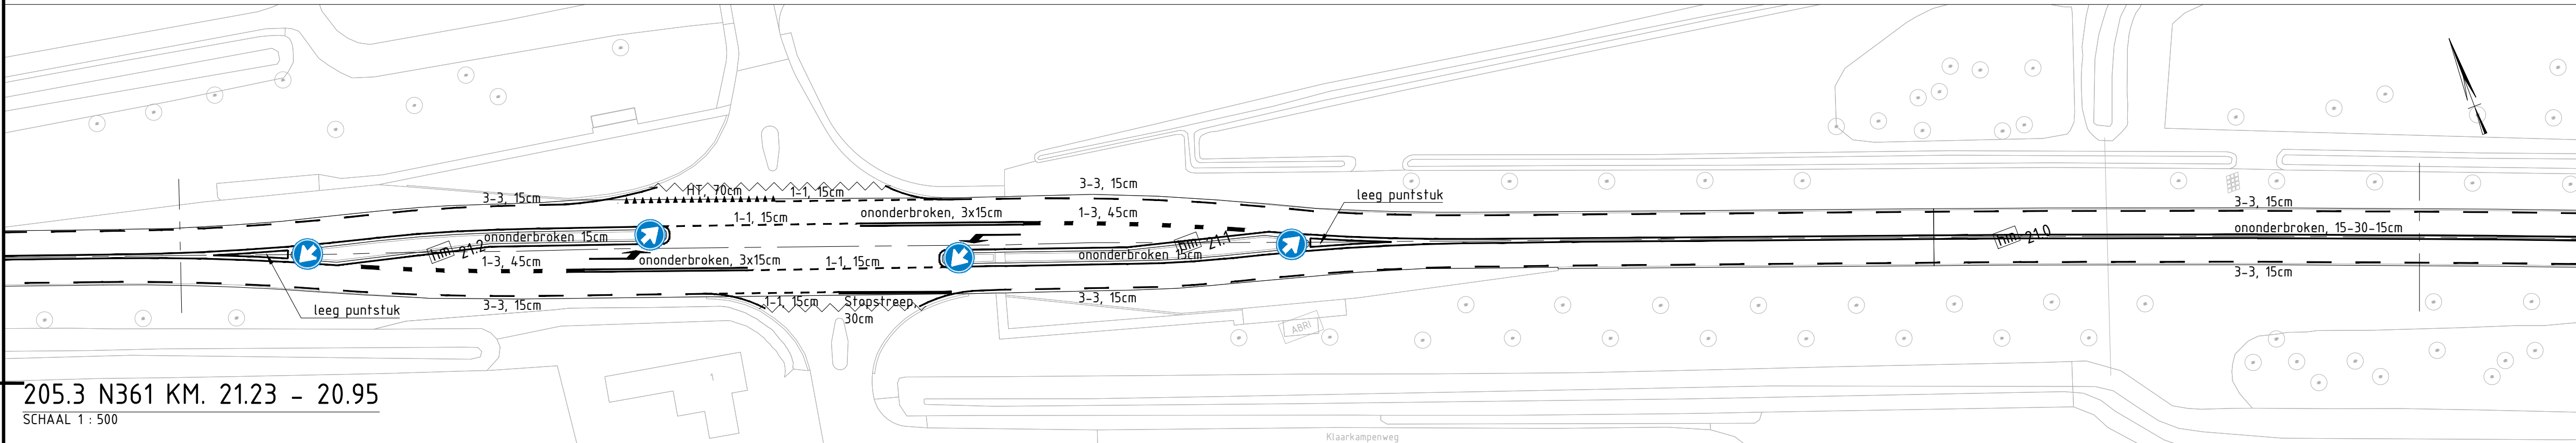 HT, 70cm
1-1, 15cm
3-3, 15cm
3-3, 15cm
leeg puntstuk
3-3, 15cm
1-1, 15cm
ononderbroken, 3x15cm
1-3, 45cm
ononderbroken, 15-30-15cm
ononderbroken 15cm
hm 21.2
hm 21.1
hm 21.0
1-3, 45cm
ononderbroken, 3x15cm
1-1, 15cm
ononderbroken 15cm
3-3, 15cm
leeg puntstuk
3-3, 15cm
1-1, 15cm
Stopstreep,
30cm
3-3, 15cm
ABRI
1
205.3 N361 KM. 21.23 - 20.95
SCHAAL 1 : 500
Klaarkampenweg